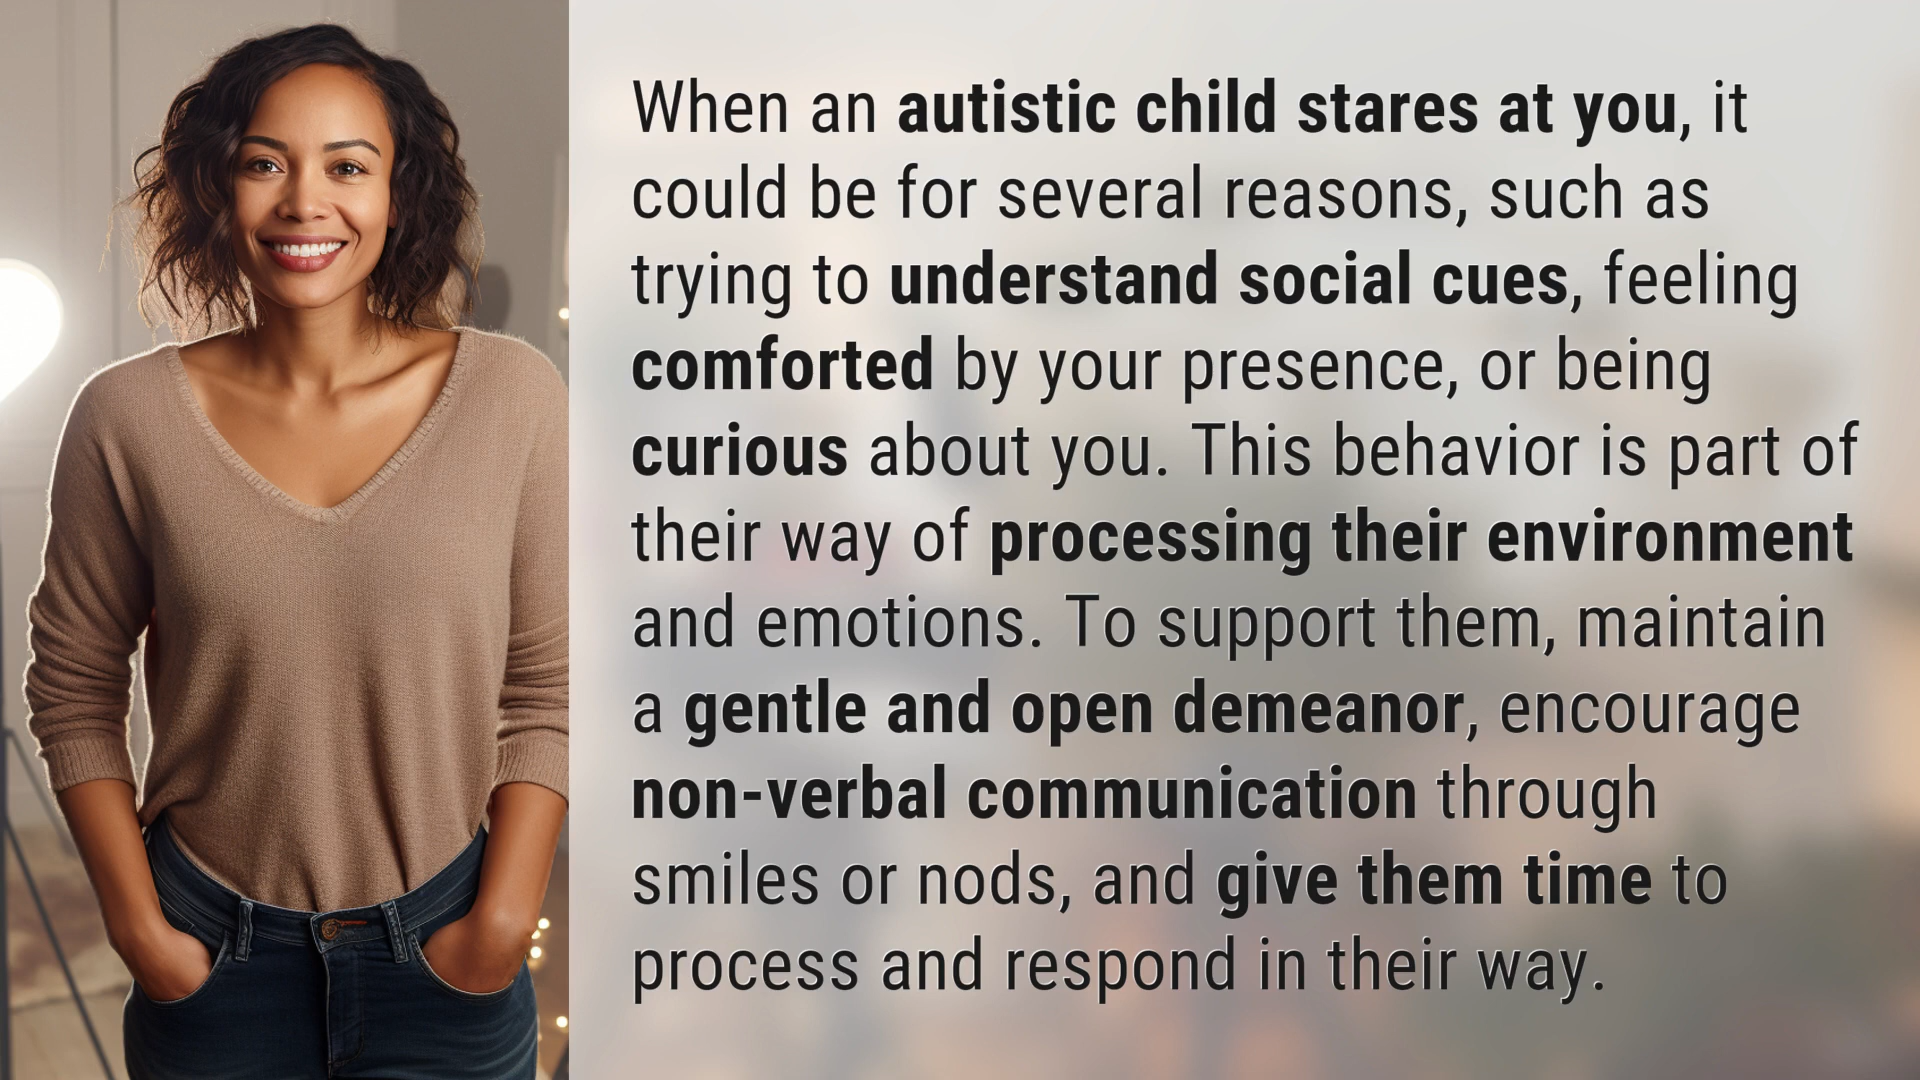 When an autistic child stares at you, it
could be for several reasons, such as
trying to understand social cues, feeling
comforted by your presence, or being
curious about you. This behavior is part of
their way of processing their environment
and emotions. To support them, maintain
a gentle and open demeanor, encourage
non-verbal communication through
smiles or nods, and give them time to
process and respond in their way.